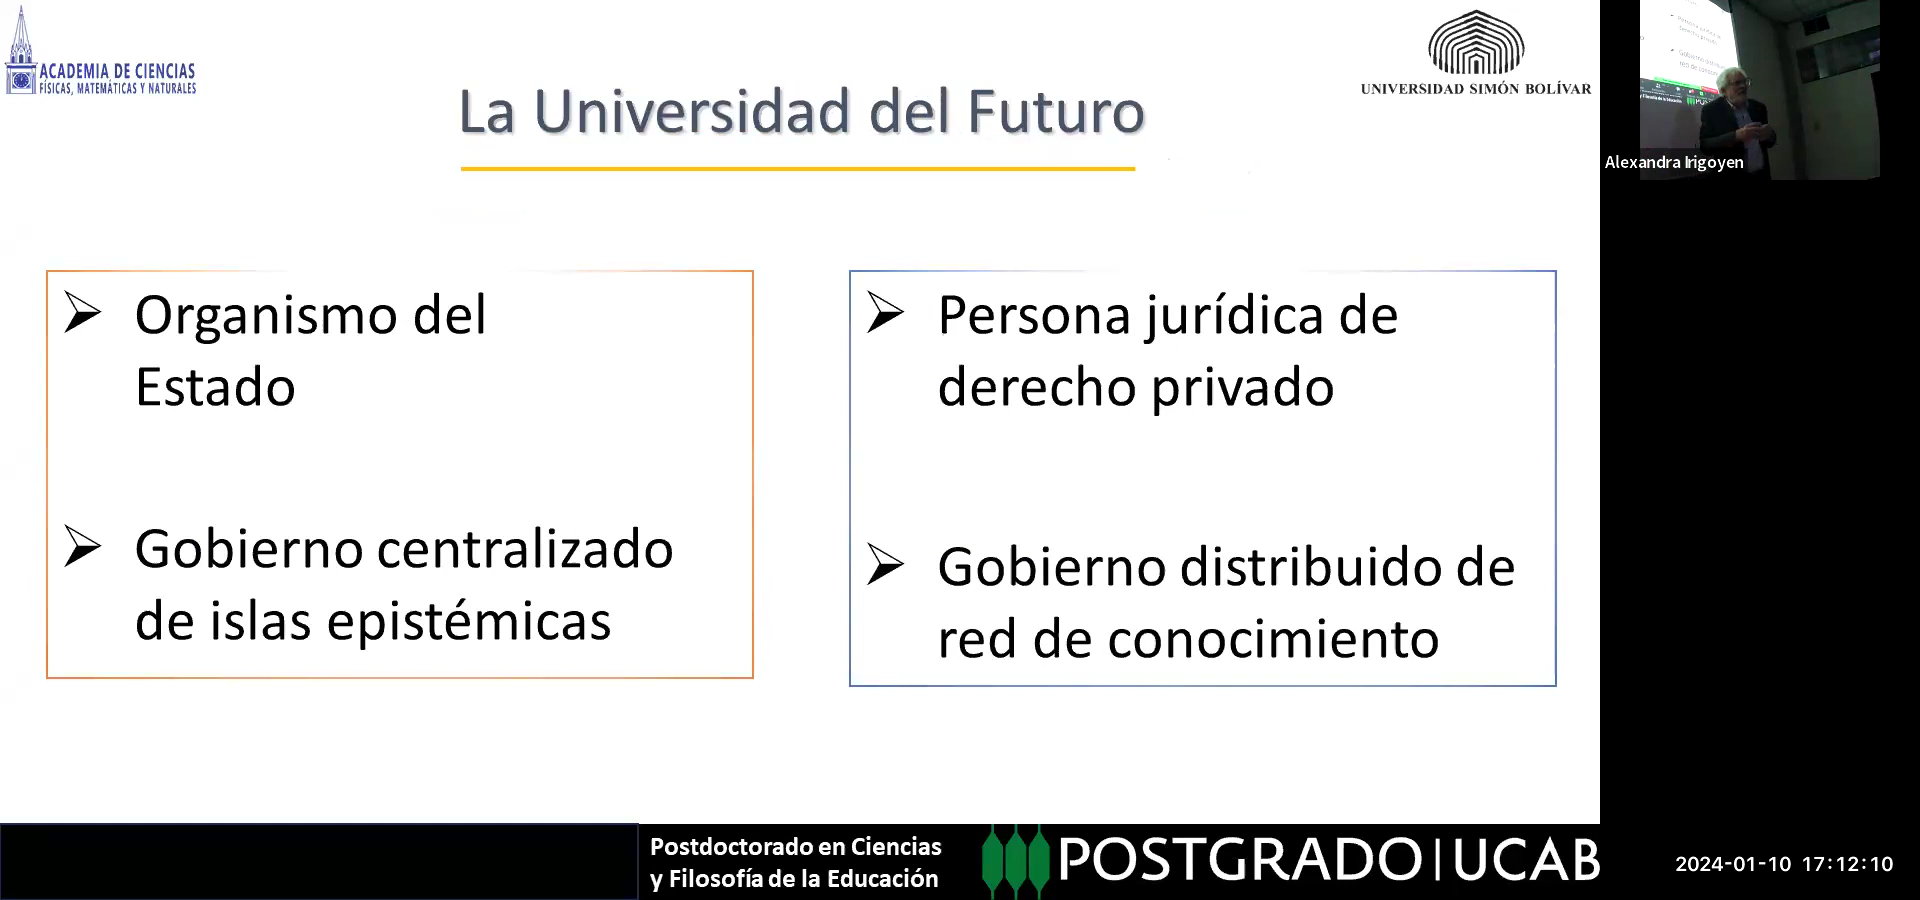 ACADEMIA DE CIENCIAS
FÍSICAS, MATEMÁTICAS Y NATURALES
La Universidad del Futuro
UNIVERSIDAD SIMÓN BOLÍVAR
Alexandra Irigoyen
➢ Organismo del
Estado
➢ Gobierno centralizado
de islas epistémicas
➢ Persona jurídica de
derecho privado
➢ Gobierno distribuido de
red de conocimiento
Postdoctorado en Ciencias
y Filosofía de la Educación
POSTGRADO|UCAB
2024-01-10 17:12:10